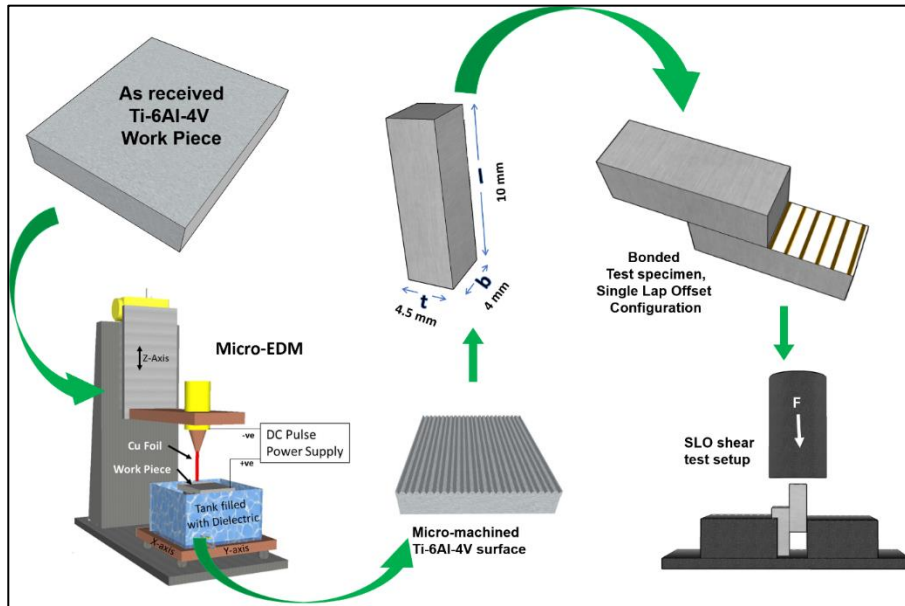 As received
Ti-6Al-4V
Work Piece
Micro-EDM
Z-Axis
-ve
DC Pulse
Power Supply
+ve
Cu Foil
Work Piece
Tank filled
with Dielectric
X-axis
Y-axis
Micro-machined
Ti-6Al-4V surface
l
10 mm
b
4 mm
t
4.5 mm
Bonded
Test specimen,
Single Lap Offset
Configuration
SLO shear
test setup
F